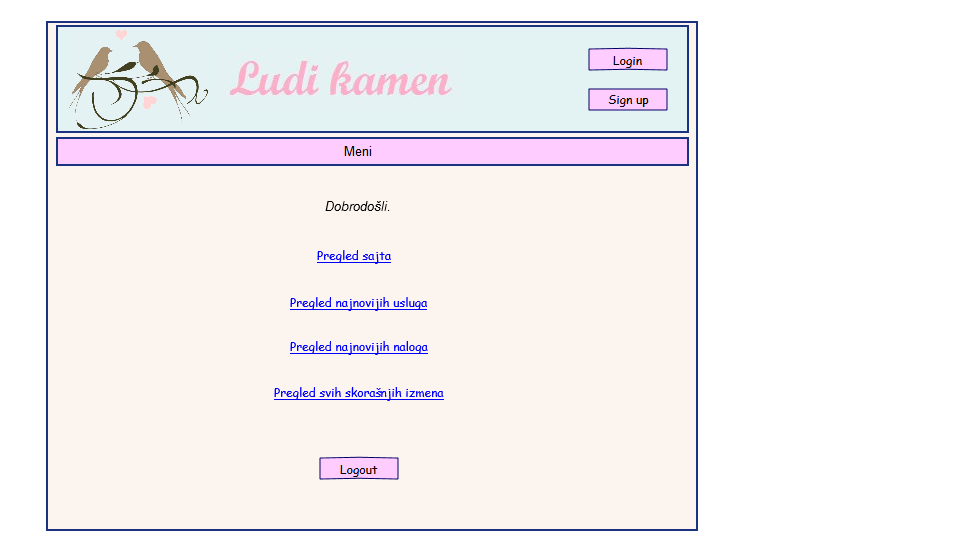 Ludi kamen
Login
Sign up
Meni
Dobrodošli.
Pregled sajta
Pregled najnovijih usluga
Pregled najnovijih naloga
Pregled svih skorašnjih izmena
Logout